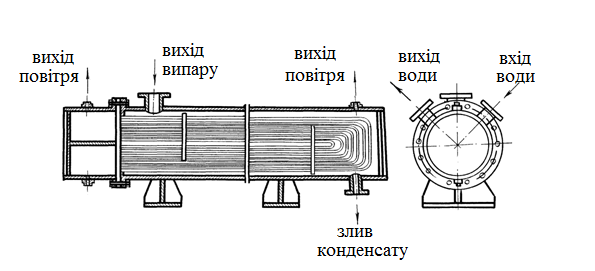 вихід
повітря
вихід
випару
вихід
повітря
вихід
води
вхід
води
злив
конденсату